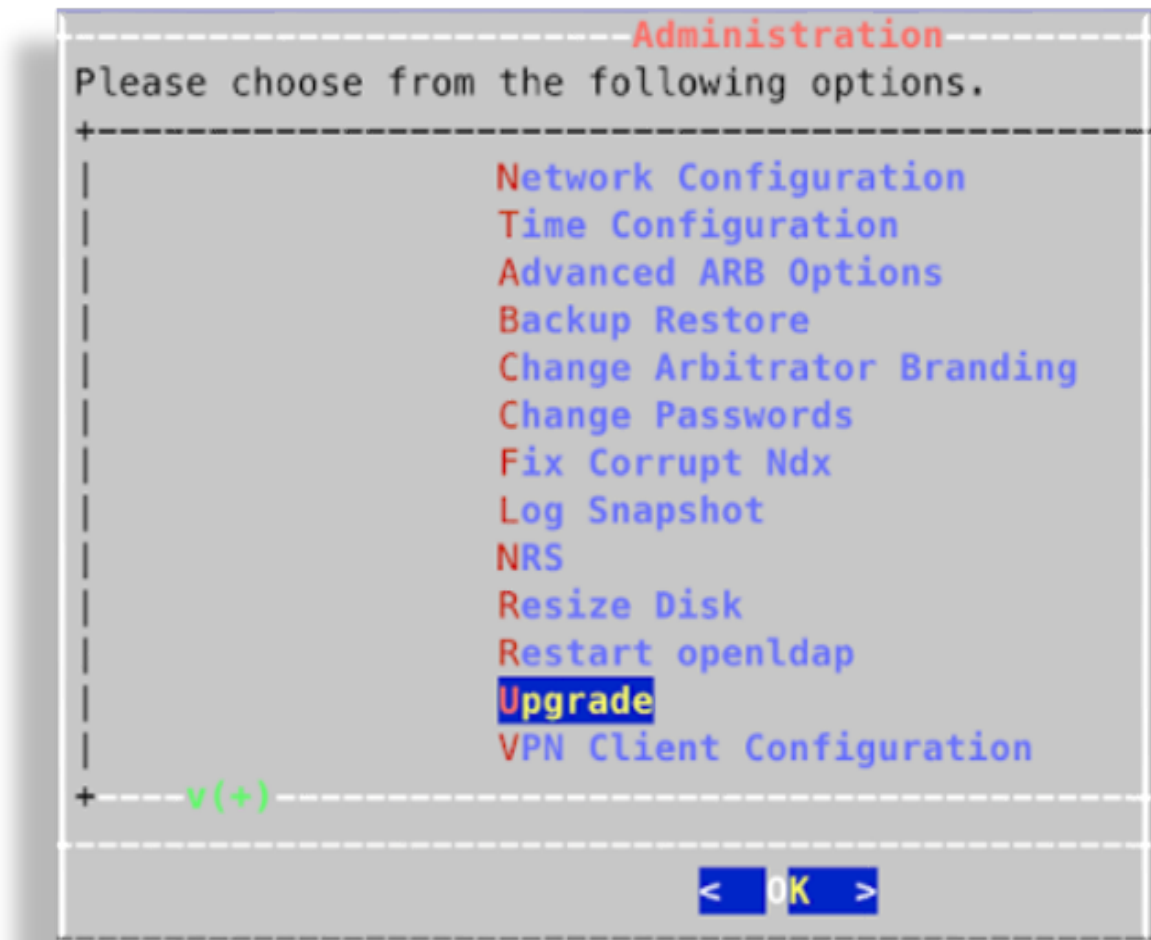 Administration
Please choose from the following options.
Network Configuration
Time Configuration
Advanced ARB Options
Backup Restore
Change Arbitrator Branding
Change Passwords
Fix Corrupt Ndx
Log Snapshot
NRS
Resize Disk
Restart openldap
Upgrade
VPN Client Configuration
v(+)
< OK >